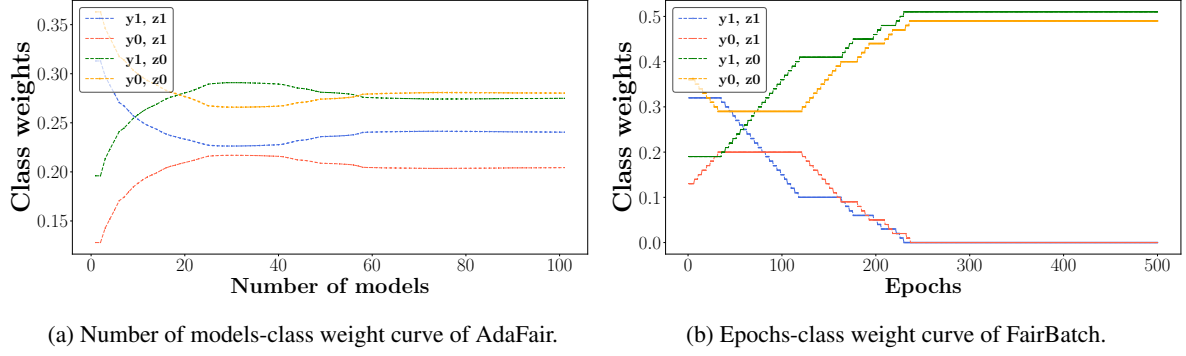 Class weights
0.35
0.30
0.25
0.20
0.15
y1, z1
y0, z1
y1, z0
y0, z0
0 20 40 60 80 100
Number of models
(a) Number of models-class weight curve of AdaFair.
Class weights
0.5
0.4
0.3
0.2
0.1
0.0
y1, z1
y0, z1
y1, z0
y0, z0
0 100 200 300 400 500
Epochs
(b) Epochs-class weight curve of FairBatch.